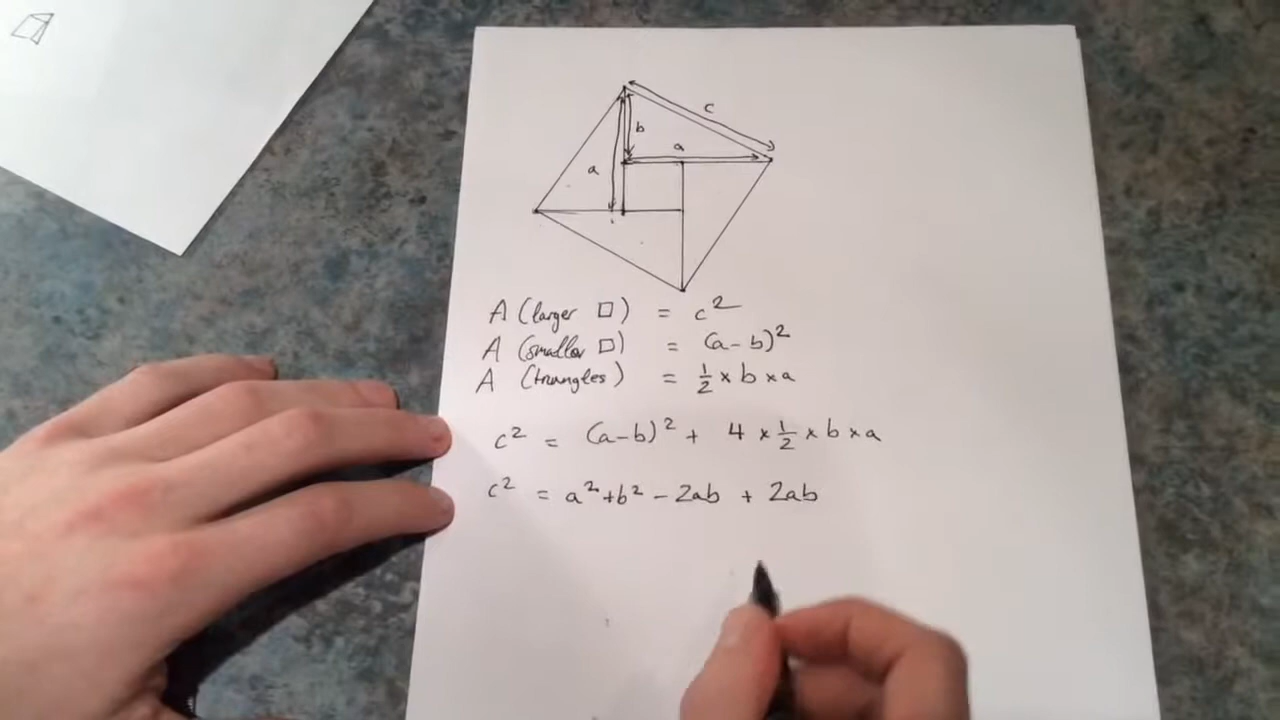 c
b
a
a
A (larger □) = c²
A (smaller □) = (a-b)²
A (triangles) = 1/2 × b × a
c² = (a-b)² + 4 × 1/2 × b × a
c² = a²+b² - 2ab + 2ab